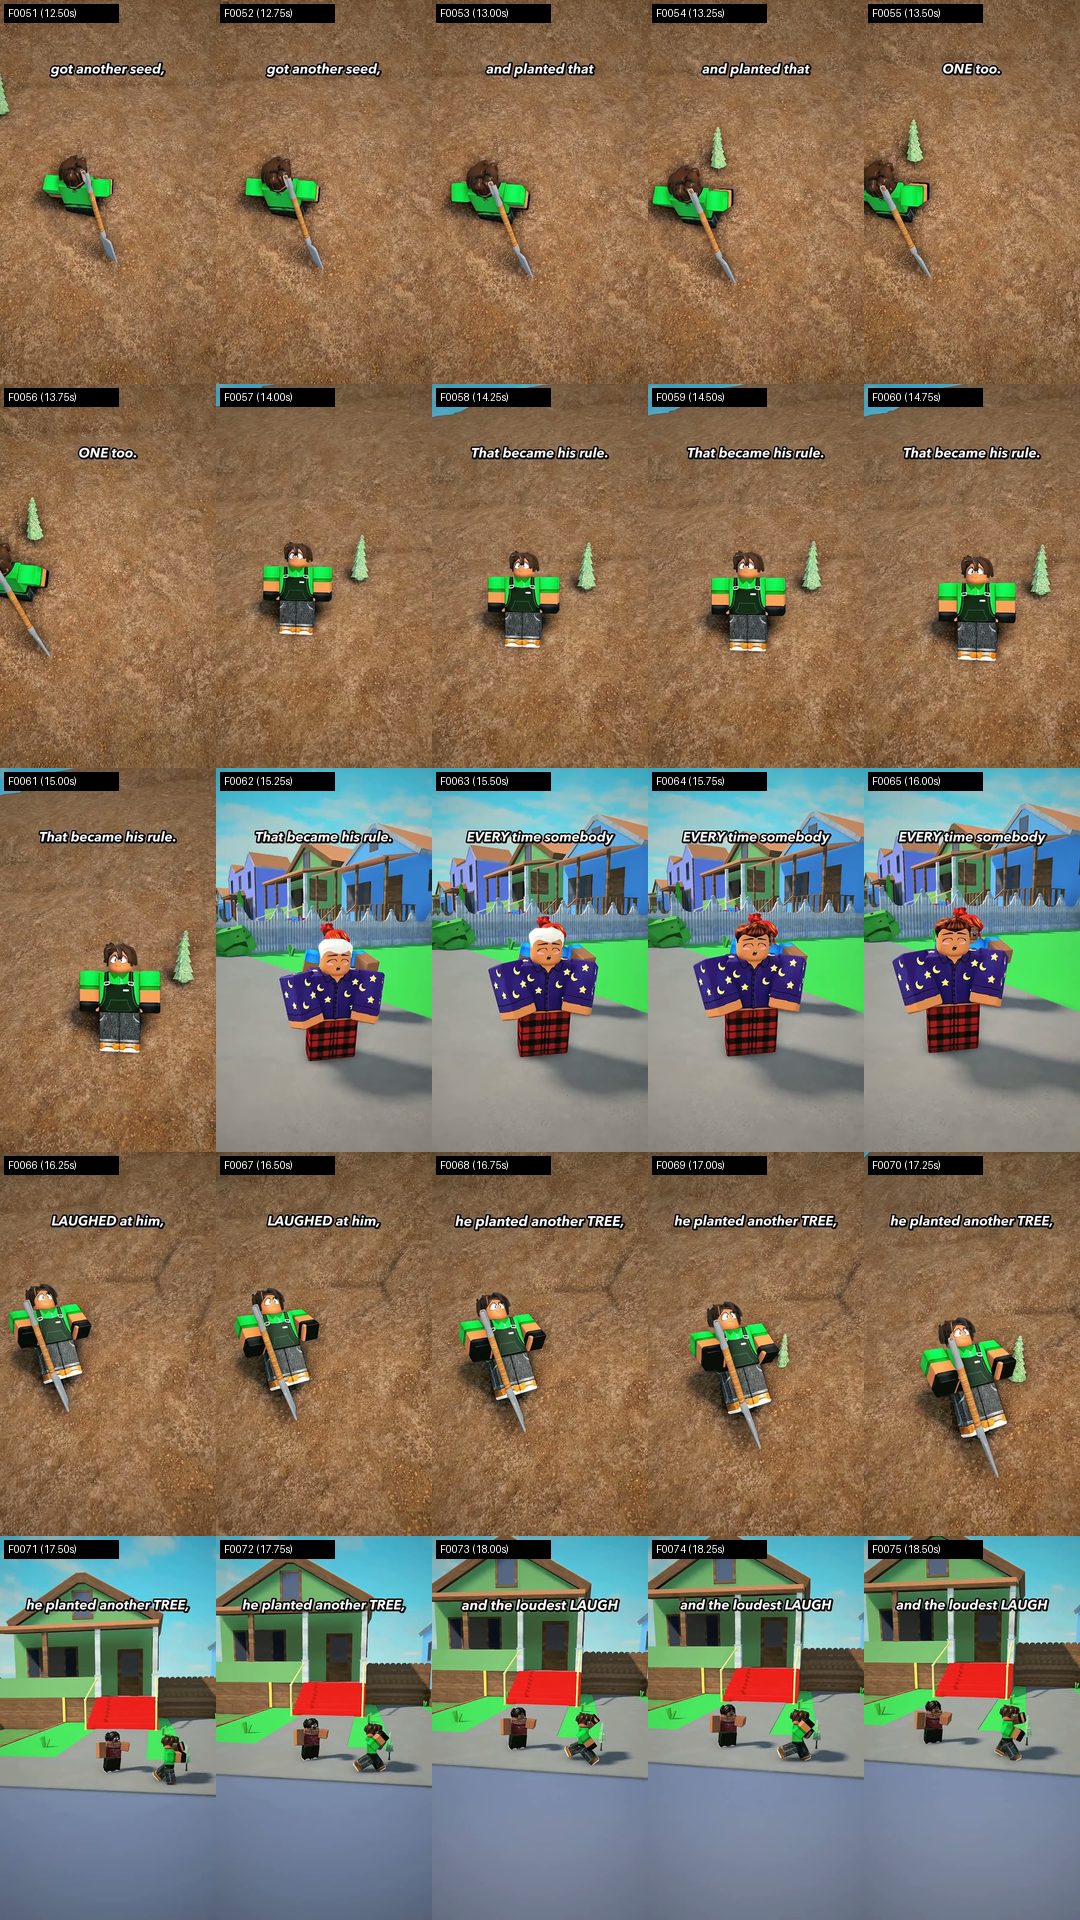 F0051 (12.50s)
got another seed,
F0052 (12.75s)
got another seed,
F0053 (13.00s)
and planted that
F0054 (13.25s)
and planted that
F0055 (13.50s)
ONE too.
F0056 (13.75s)
ONE too.
F0057 (14.00s)
F0058 (14.25s)
That became his rule.
F0059 (14.50s)
That became his rule.
F0060 (14.75s)
That became his rule.
F0061 (15.00s)
That became his rule.
F0062 (15.25s)
That became his rule.
F0063 (15.50s)
EVERY time somebody
F0064 (15.75s)
EVERY time somebody
F0065 (16.00s)
EVERY time somebody
F0066 (16.25s)
LAUGHED at him,
F0067 (16.50s)
LAUGHED at him,
F0068 (16.75s)
he planted another TREE,
F0069 (17.00s)
he planted another TREE,
F0070 (17.25s)
he planted another TREE,
F0071 (17.50s)
he planted another TREE,
F0072 (17.75s)
he planted another TREE,
F0073 (18.00s)
and the loudest LAUGH
F0074 (18.25s)
and the loudest LAUGH
F0075 (18.50s)
and the loudest LAUGH